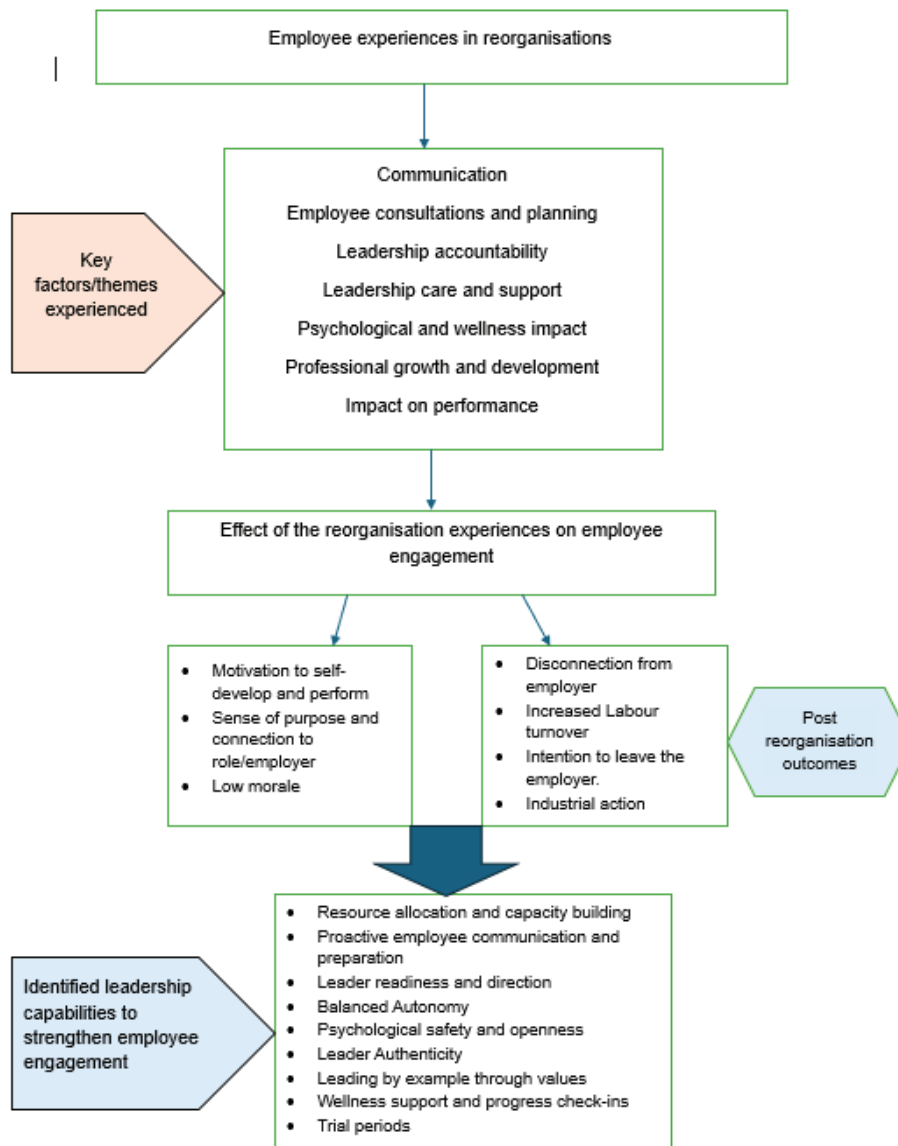 Employee experiences in reorganisations
Communication
Employee consultations and planning
Leadership accountability
Key
factors/themes
experienced
Leadership care and support
Psychological and wellness impact
Professional growth and development
Impact on performance
Effect of the reorganisation experiences on employee
engagement
• Motivation to self-
develop and perform
• Sense of purpose and
connection to
role/employer
• Low morale
• Disconnection from
employer
• Increased Labour
turnover
• Intention to leave the
employer.
• Industrial action
Post
reorganisation
outcomes
• Resource allocation and capacity building
• Proactive employee communication and
preparation
• Leader readiness and direction
• Balanced Autonomy
• Psychological safety and openness
• Leader Authenticity
• Leading by example through values
• Wellness support and progress check-ins
• Trial periods
Identified leadership
capabilities to
strengthen employee
engagement